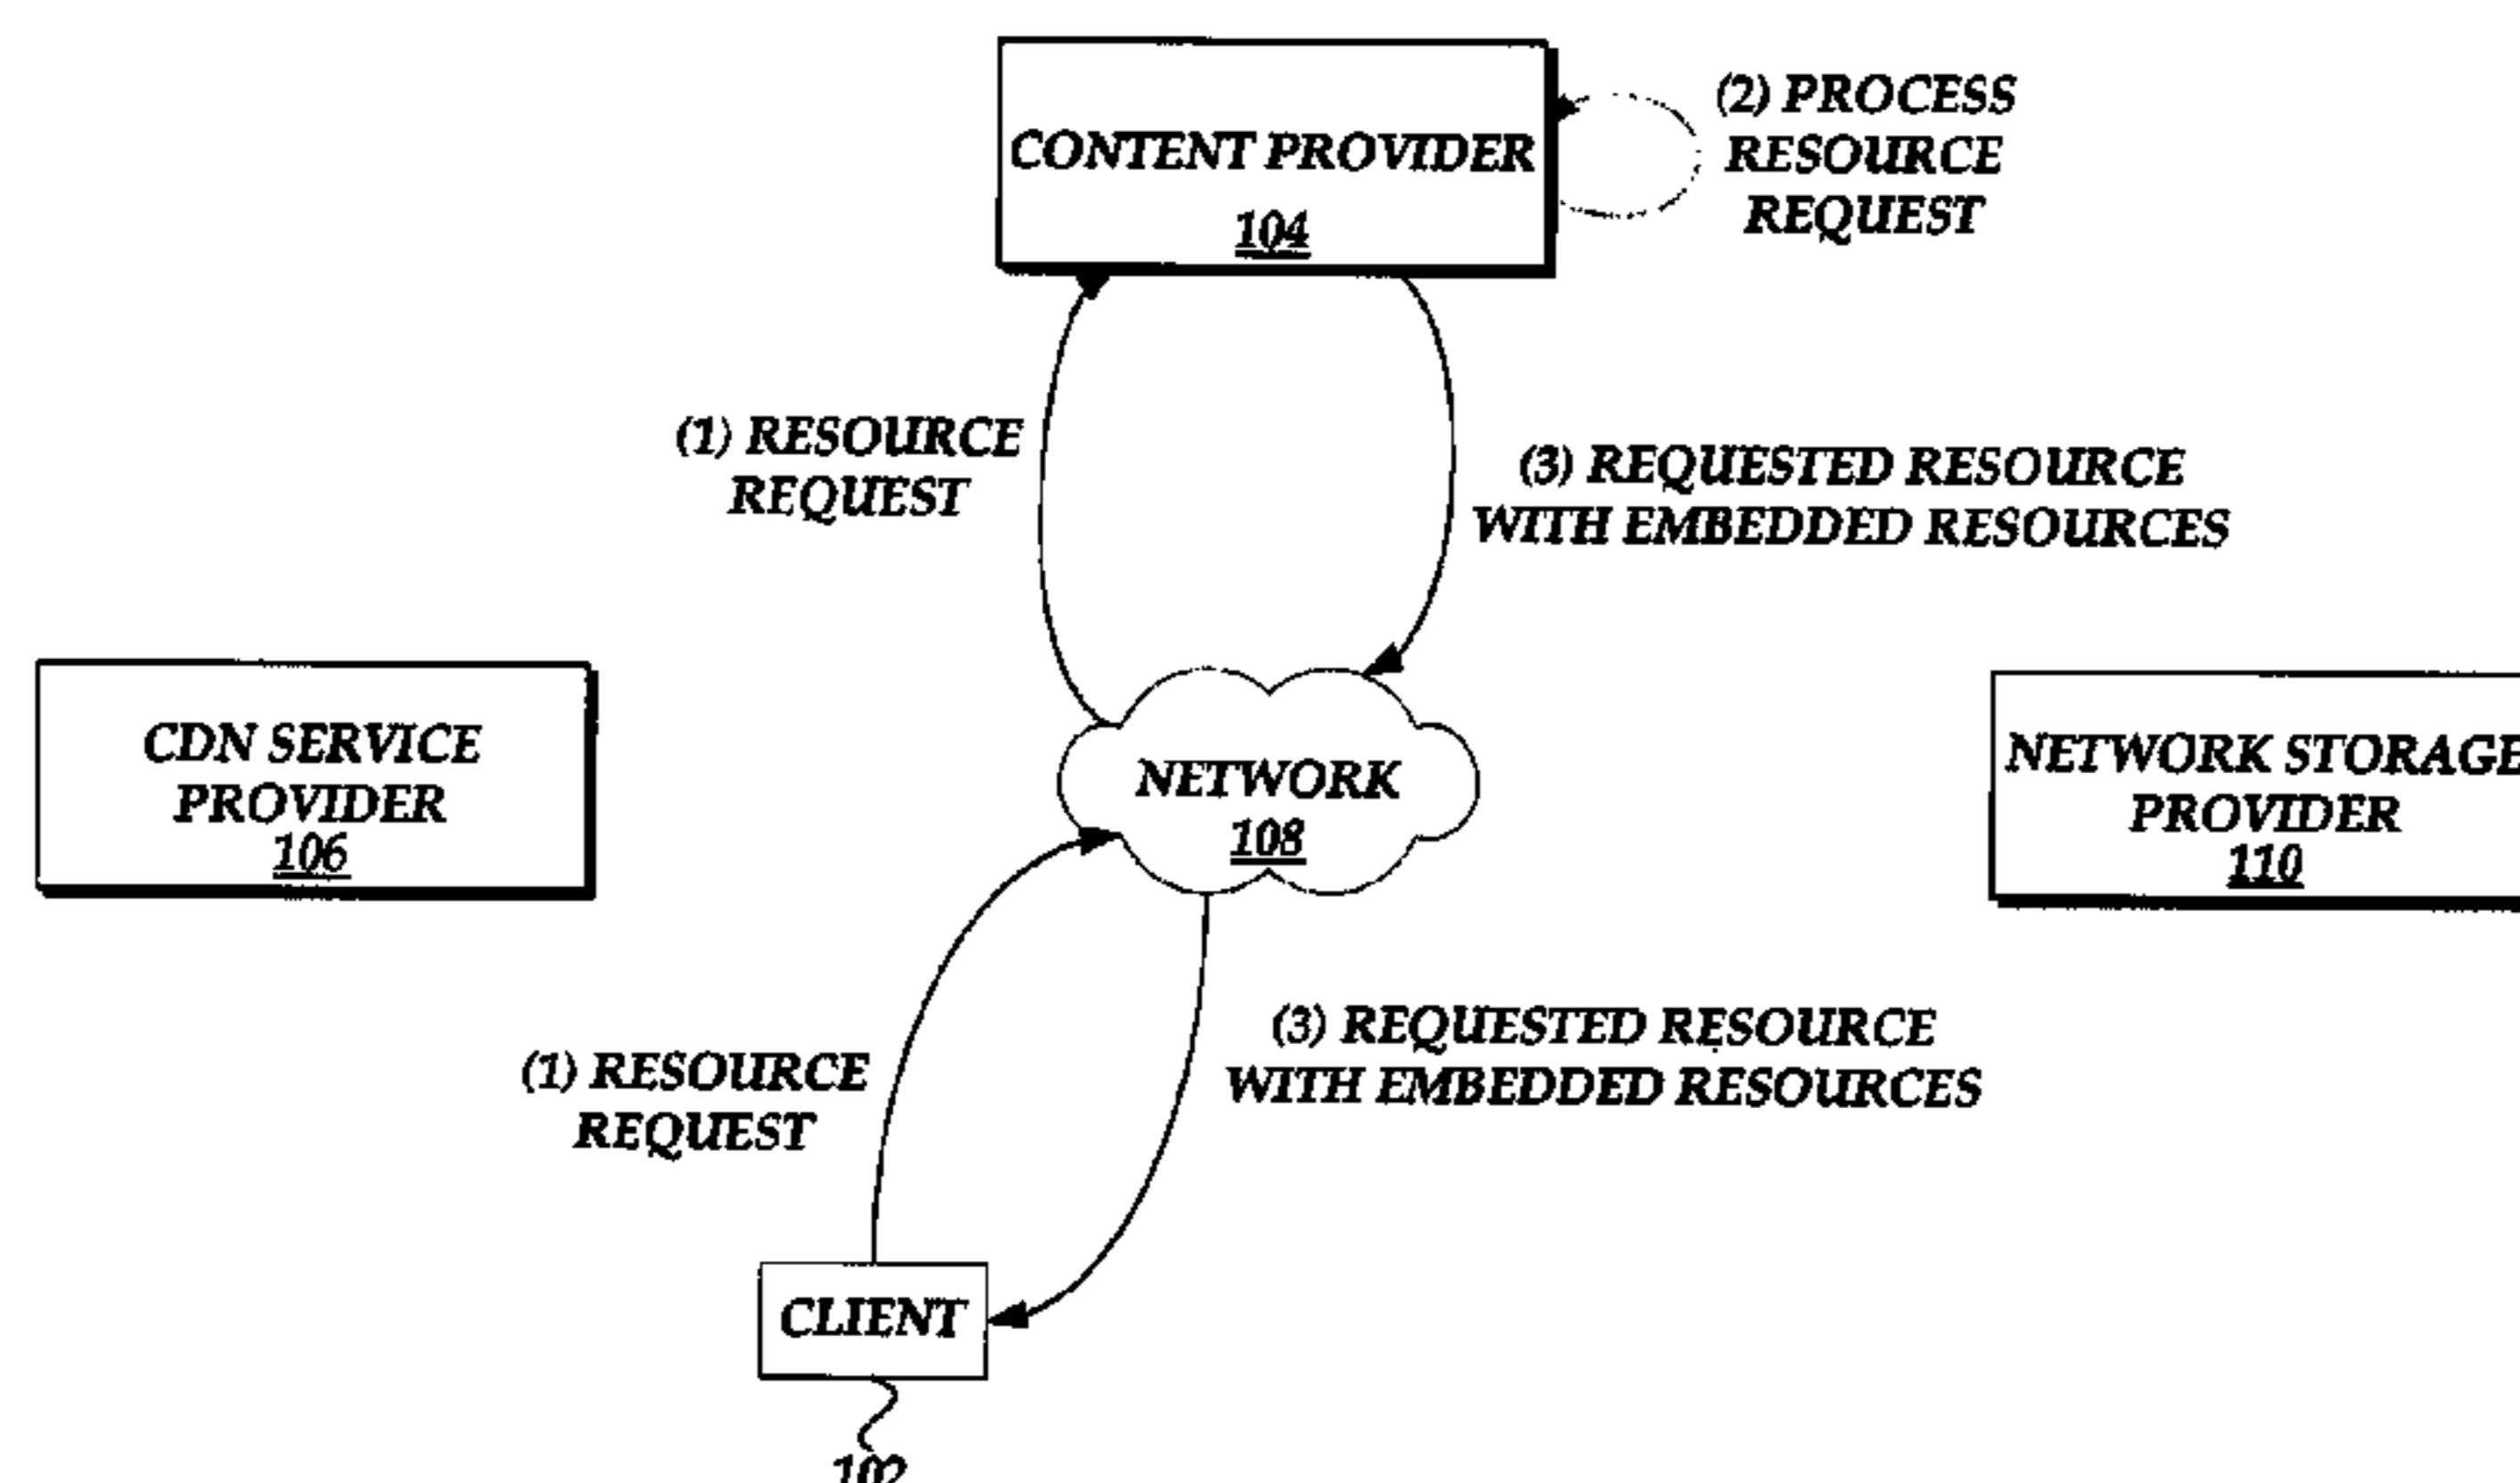 CONTENT PROVIDER
104
(2) PROCESS
RESOURCE
REQUEST
(1) RESOURCE
REQUEST
(3) REQUESTED RESOURCE
WITH EMBEDDED RESOURCES
CDN SERVICE
PROVIDER
106
NETWORK
108
NETWORK STORAGE
PROVIDER
110
(1) RESOURCE
REQUEST
(3) REQUESTED RESOURCE
WITH EMBEDDED RESOURCES
CLIENT
102